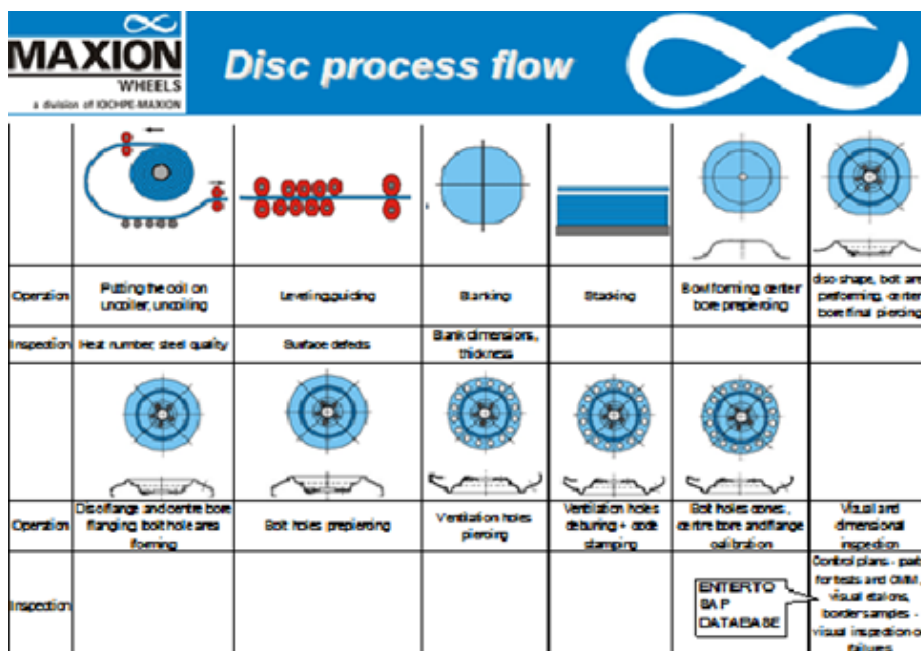 MAXION
WHEELS
a division of IOCHPE-MAXION
Disc process flow
Operation
Putting the coil on
uncoiler, uncoiling
Leveling,guiding
Blanking
Stacking
Bowl forming, center
bore prepiercing
disc shape, bolt are
preforming, center
bore final piercing
Inspection
Heat number, steel quality
Surface defects
Blank dimensions,
thickness
Operation
Disc flange and centre bore
flanging, bolt hole area
forming
Bolt holes prepiercing
Ventilation holes
piercing
Ventilation holes
deburing + code
stamping
Bolt holes cones,
centre bore and flange
calibration
Visual and
dimensional
inspection
Inspection
ENTER TO
SAP
DATABASE
Control plans - part
for tests and CMM,
visual etalons,
border samples -
visual inspection o
failures